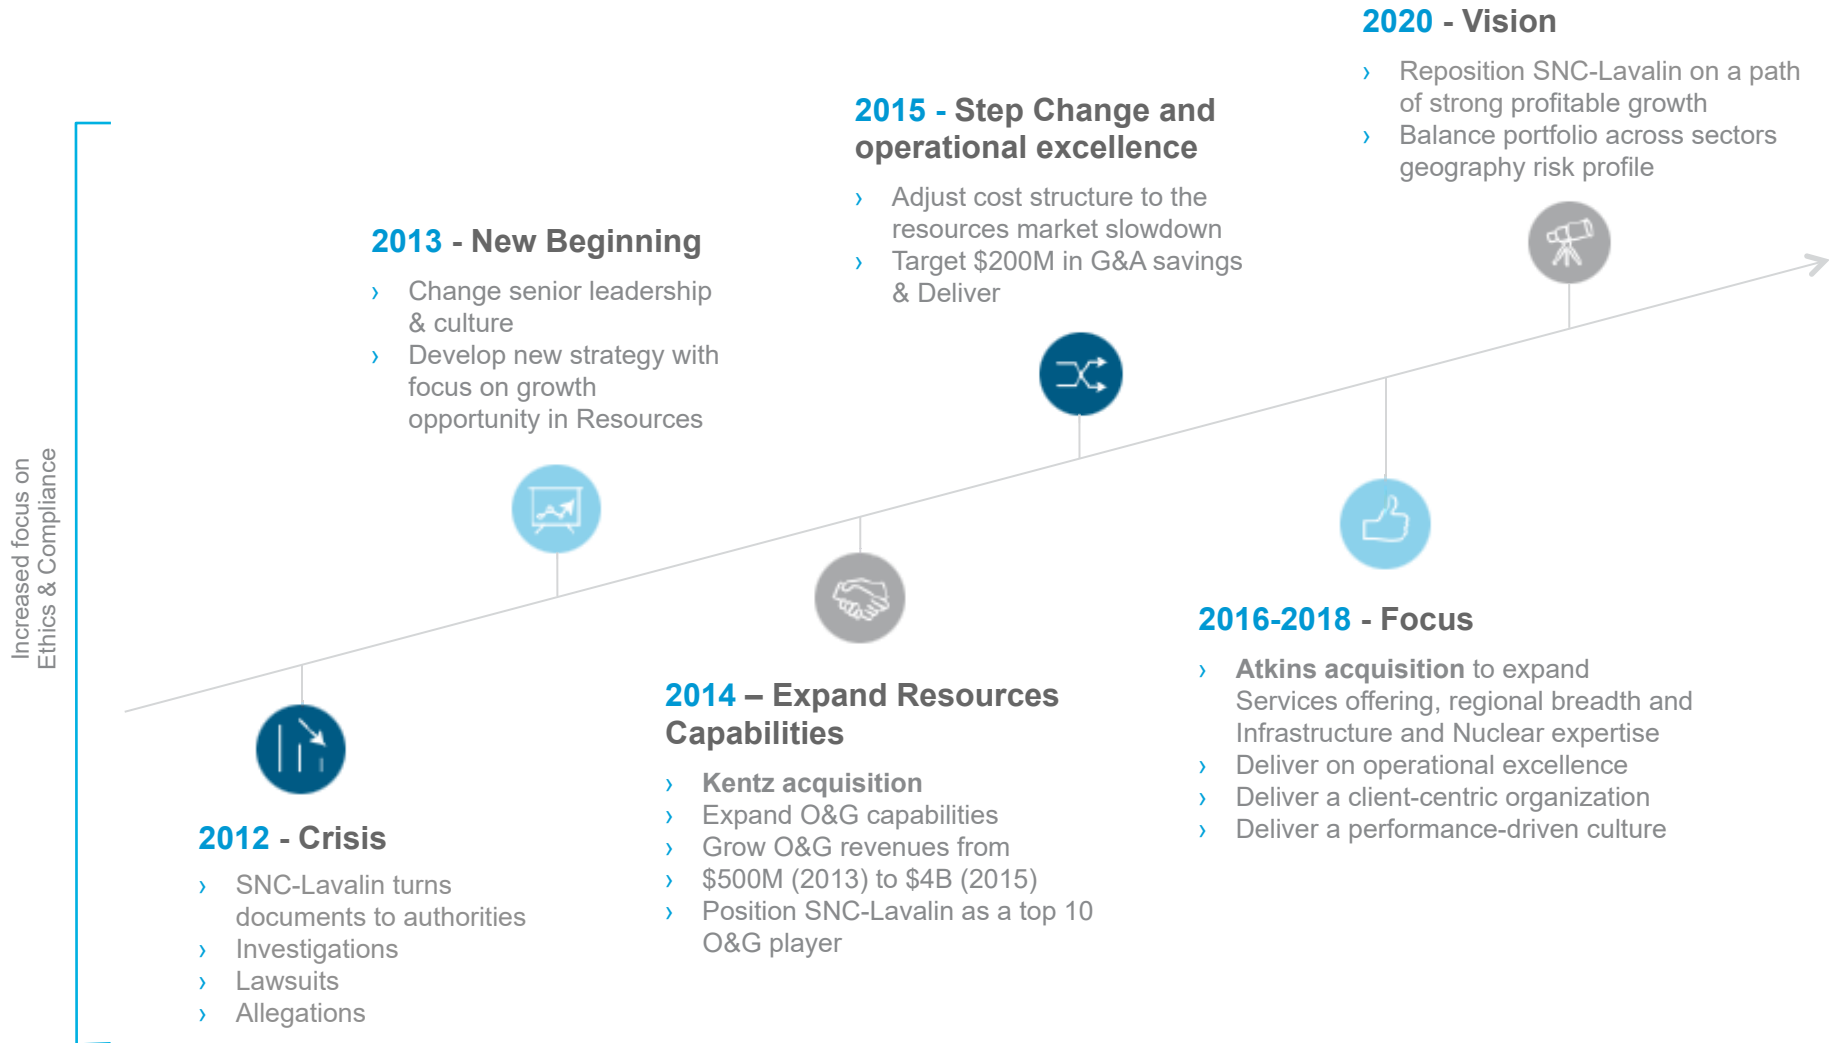 Increased focus on
Ethics & Compliance
2012 - Crisis
› SNC-Lavalin turns
documents to authorities
› Investigations
› Lawsuits
› Allegations
2013 - New Beginning
› Change senior leadership
& culture
› Develop new strategy with
focus on growth
opportunity in Resources
2014 – Expand Resources
Capabilities
› Kentz acquisition
› Expand O&G capabilities
› Grow O&G revenues from
› $500M (2013) to $4B (2015)
› Position SNC-Lavalin as a top 10
O&G player
2015 - Step Change and
operational excellence
› Adjust cost structure to the
resources market slowdown
› Target $200M in G&A savings
& Deliver
2016-2018 - Focus
› Atkins acquisition to expand
Services offering, regional breadth and
Infrastructure and Nuclear expertise
› Deliver on operational excellence
› Deliver a client-centric organization
› Deliver a performance-driven culture
2020 - Vision
› Reposition SNC-Lavalin on a path
of strong profitable growth
› Balance portfolio across sectors
geography risk profile